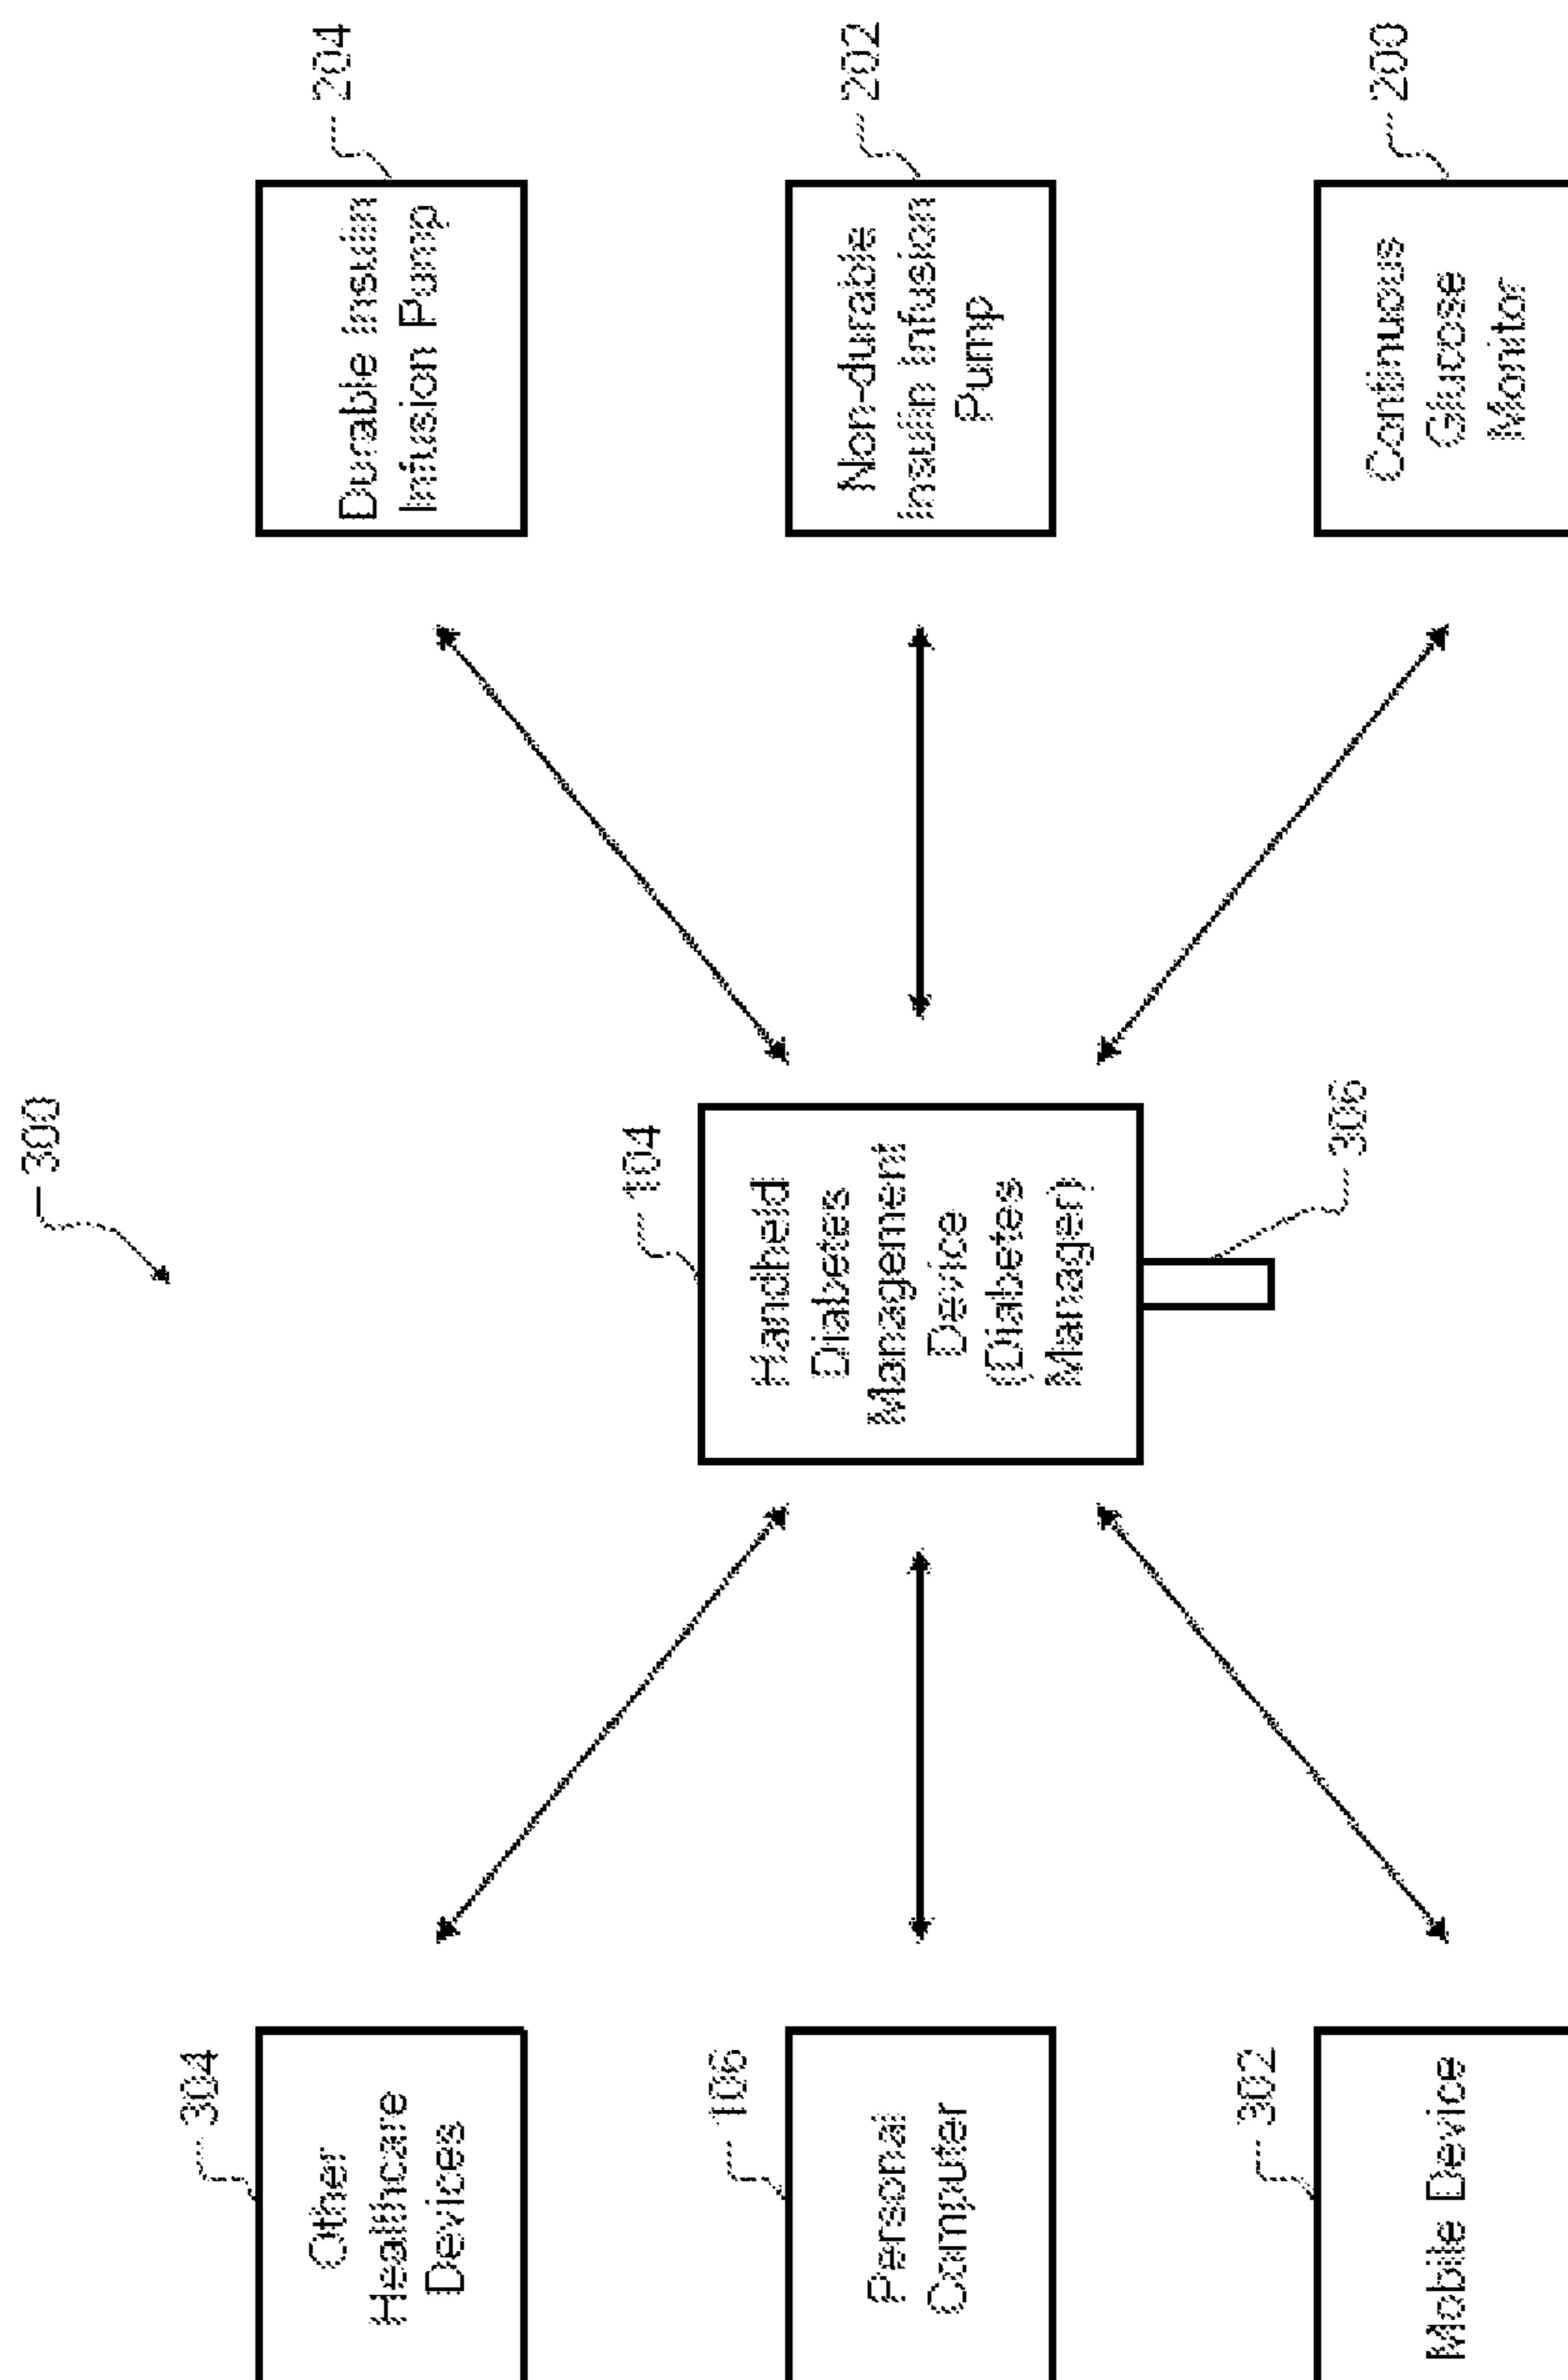 300
304
Other
Healthcare
Devices
204
Durable Insulin
Infusion Pump
104
Handheld
Diabetes
Management
Device
(Diabetes
Manager)
106
Personal
Computer
202
Non-durable
Insulin Infusion
Pump
306
302
Mobile Device
200
Continuous
Glucose
Monitor